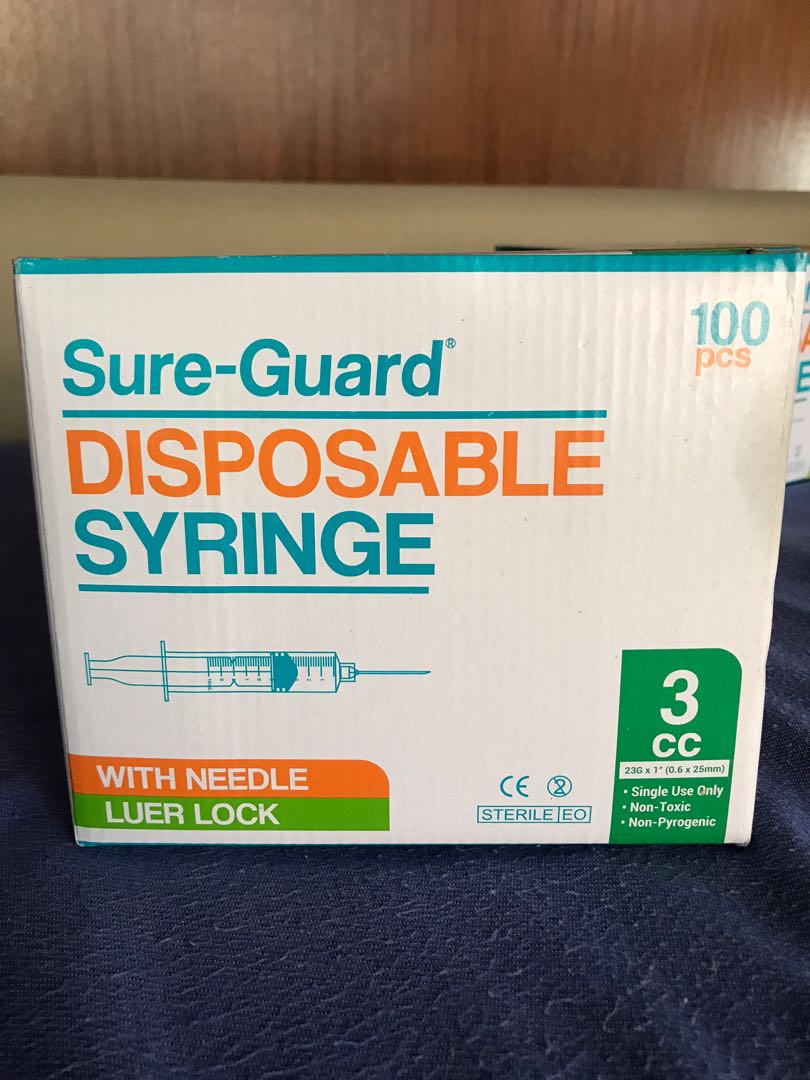 Sure-Guard®
100
pcs
DISPOSABLE
SYRINGE
WITH NEEDLE
LUER LOCK
CE
STERILE EO
3
CC
23G x 1" (0.6 x 25mm)
• Single Use Only
• Non-Toxic
• Non-Pyrogenic